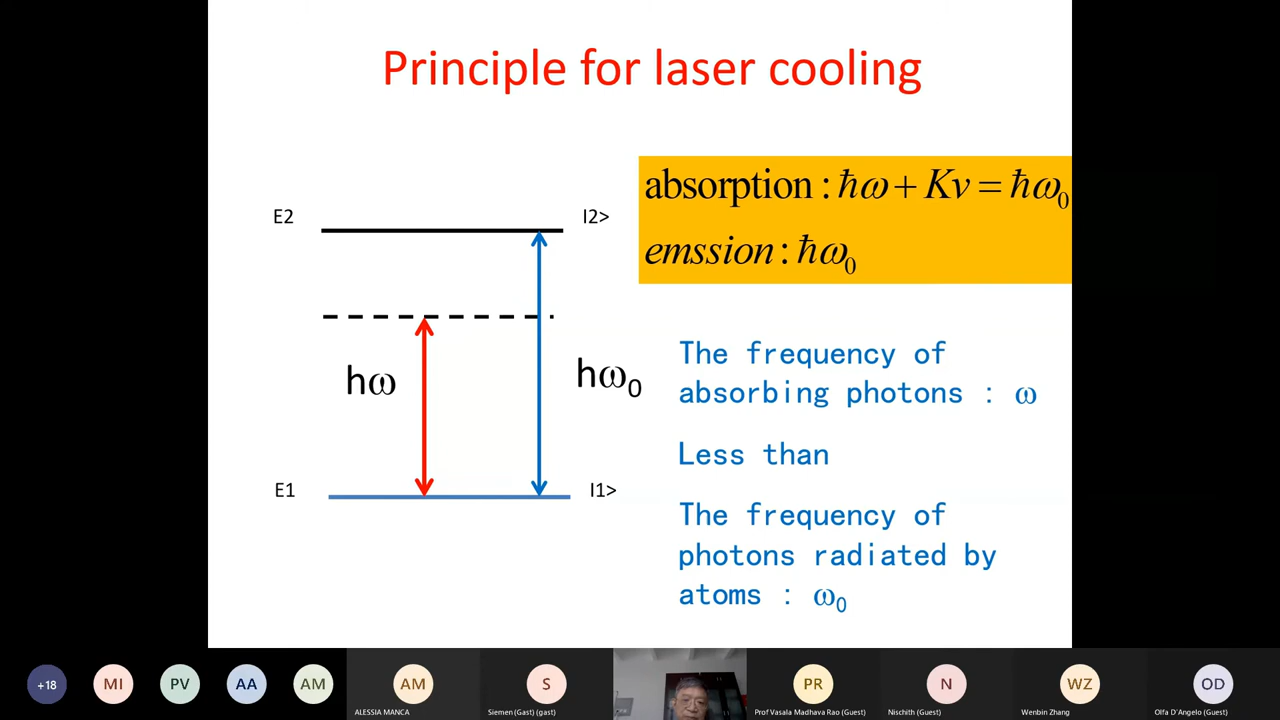 Principle for laser cooling
absorption : ħω + Kv = ħω₀
emssion : ħω₀
E2
I2>
hω
hω₀
E1
I1>
The frequency of
absorbing photons : ω
Less than
The frequency of
photons radiated by
atoms : ω₀
+18
MI
PV
AA
AM
AM
S
PR
N
WZ
OD
ALESSIA MANCA
Siemen (Gast) (gast)
Prof Vasala Madhava Rao (Guest)
Nischith (Guest)
Wenbin Zhang
Olfa D'Angelo (Guest)